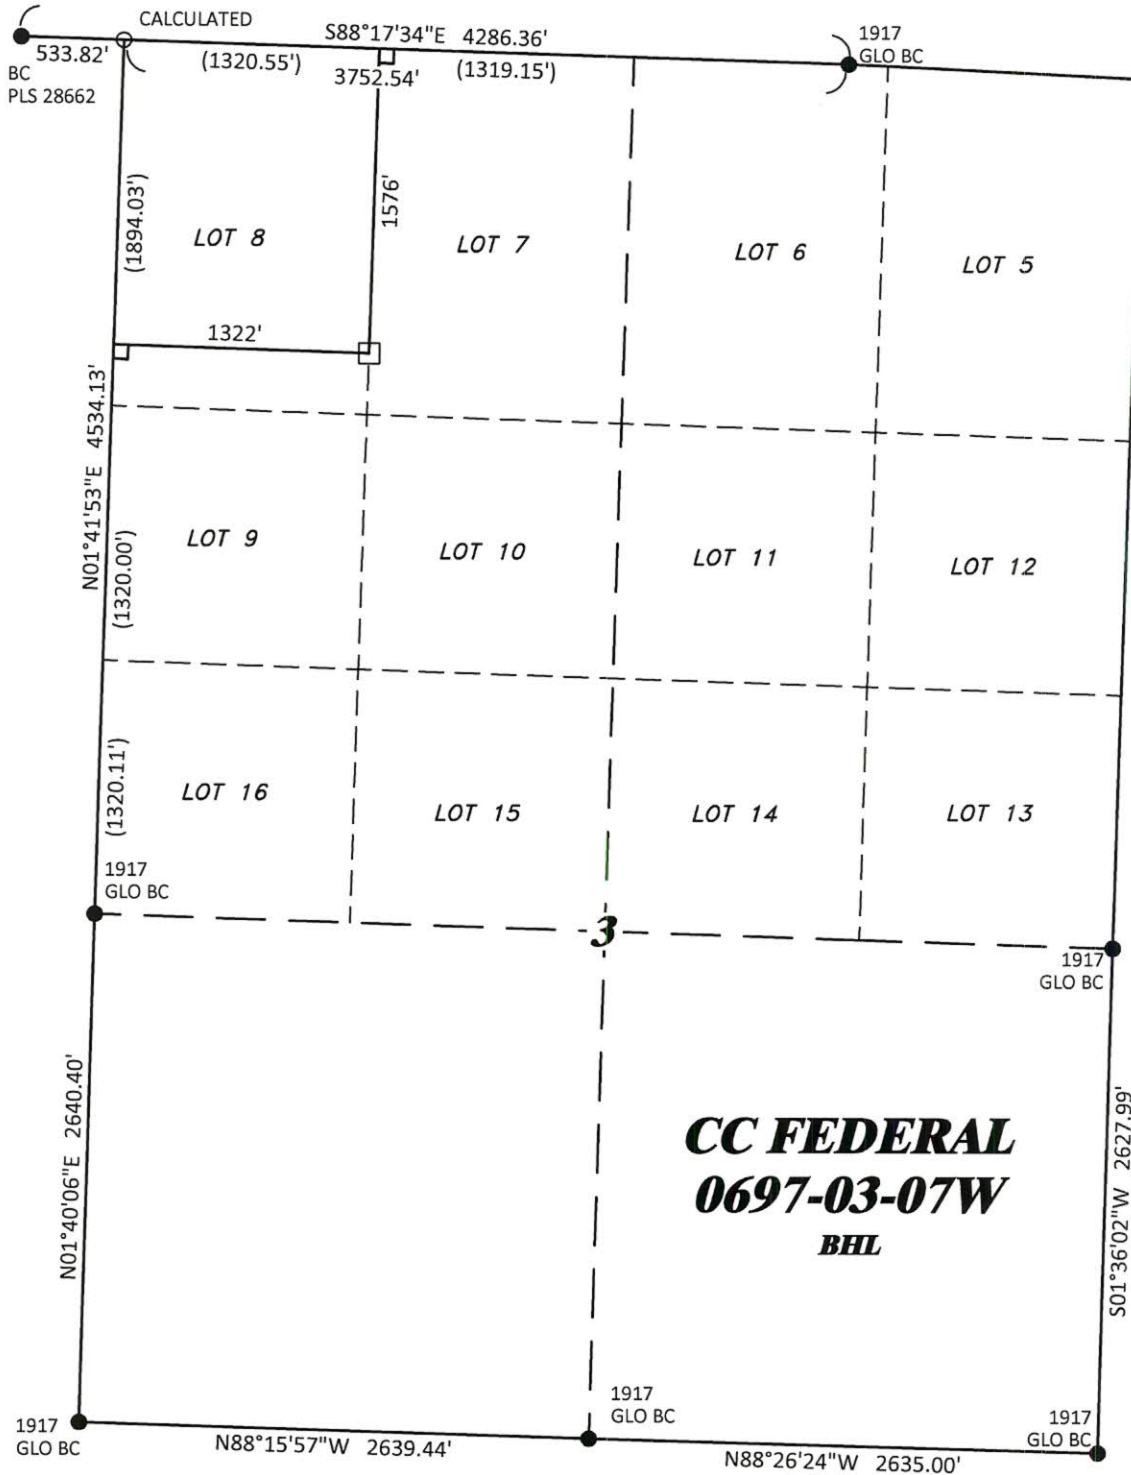 CALCULATED
S88°17'34"E 4286.36'
1917
GLO BC
533.82'
(1320.55')
3752.54'
(1319.15')
BC
PLS 28662
(1894.03')
1576'
LOT 8
LOT 7
LOT 6
LOT 5
1322'
N01°41'53"E 4534.13'
LOT 9
LOT 10
LOT 11
LOT 12
(1320.00')
(1320.11')
LOT 16
LOT 15
LOT 14
LOT 13
1917
GLO BC
3
1917
GLO BC
N01°40'06"E 2640.40'
CC FEDERAL
0697-03-07W
BHL
S01°36'02"W 2627.99'
1917
GLO BC
1917
GLO BC
1917
GLO BC
N88°15'57"W 2639.44'
N88°26'24"W 2635.00'